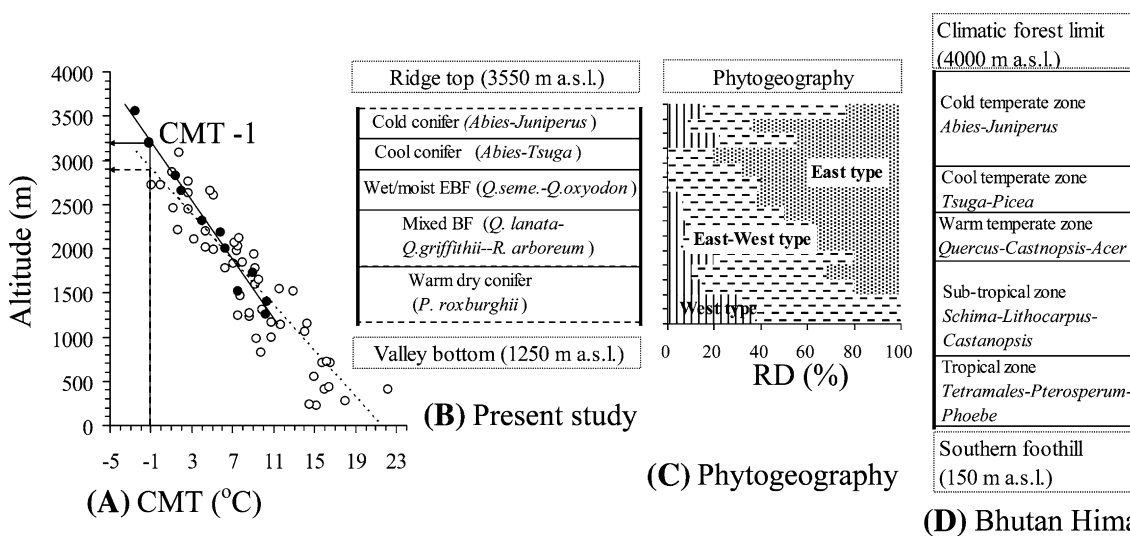 4000
3500
3000
2500
2000
1500
1000
500
0
Altitude (m)
CMT -1
-5 -1 3 7 11 15 19 23
(A) CMT (°C)
Ridge top (3550 m a.s.l.)
Cold conifer (Abies-Juniperus )
Cool conifer (Abies-Tsuga )
Wet/moist EBF (Q.seme.-Q.oxyodon )
Mixed BF (Q. lanata-
Q.griffithii--R. arboreum )
Warm dry conifer
(P. roxburghii )
Valley bottom (1250 m a.s.l.)
(B) Present study
Phytogeography
East type
East-West type
West type
0 20 40 60 80 100
RD (%)
(C) Phytogeography
Climatic forest limit
(4000 m a.s.l.)
Cold temperate zone
Abies-Juniperus
Cool temperate zone
Tsuga-Picea
Warm temperate zone
Quercus-Castnopsis-Acer
Sub-tropical zone
Schima-Lithocarpus-
Castanopsis
Tropical zone
Tetramales-Pterosperum-
Phoebe
Southern foothill
(150 m a.s.l.)
(D) Bhutan Hima